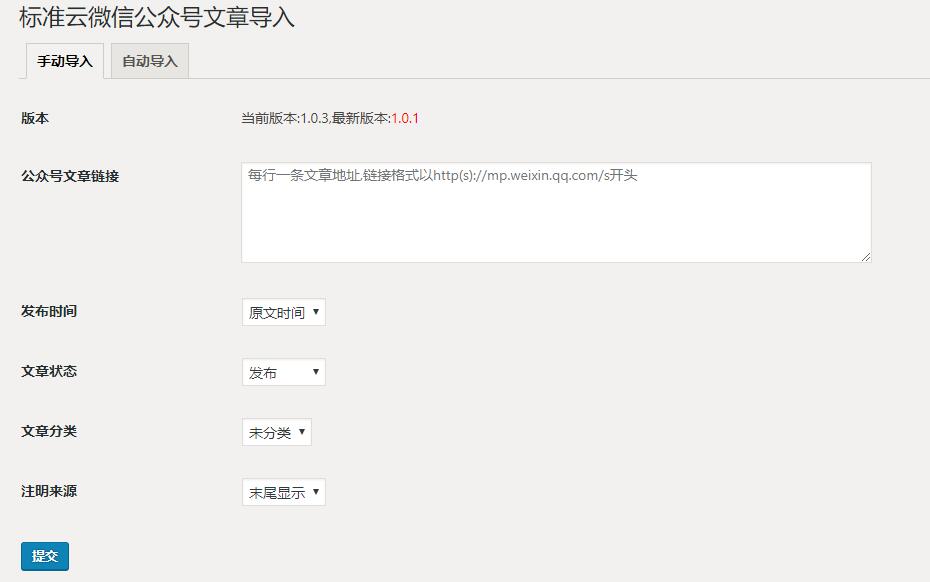 标准云微信公众号文章导入
手动导入 自动导入
版本 当前版本:1.0.3,最新版本:1.0.1
公众号文章链接 每行一条文章地址,链接格式以http(s)://mp.weixin.qq.com/s开头
发布时间 原文时间
文章状态 发布
文章分类 未分类
注明来源 末尾显示
提交